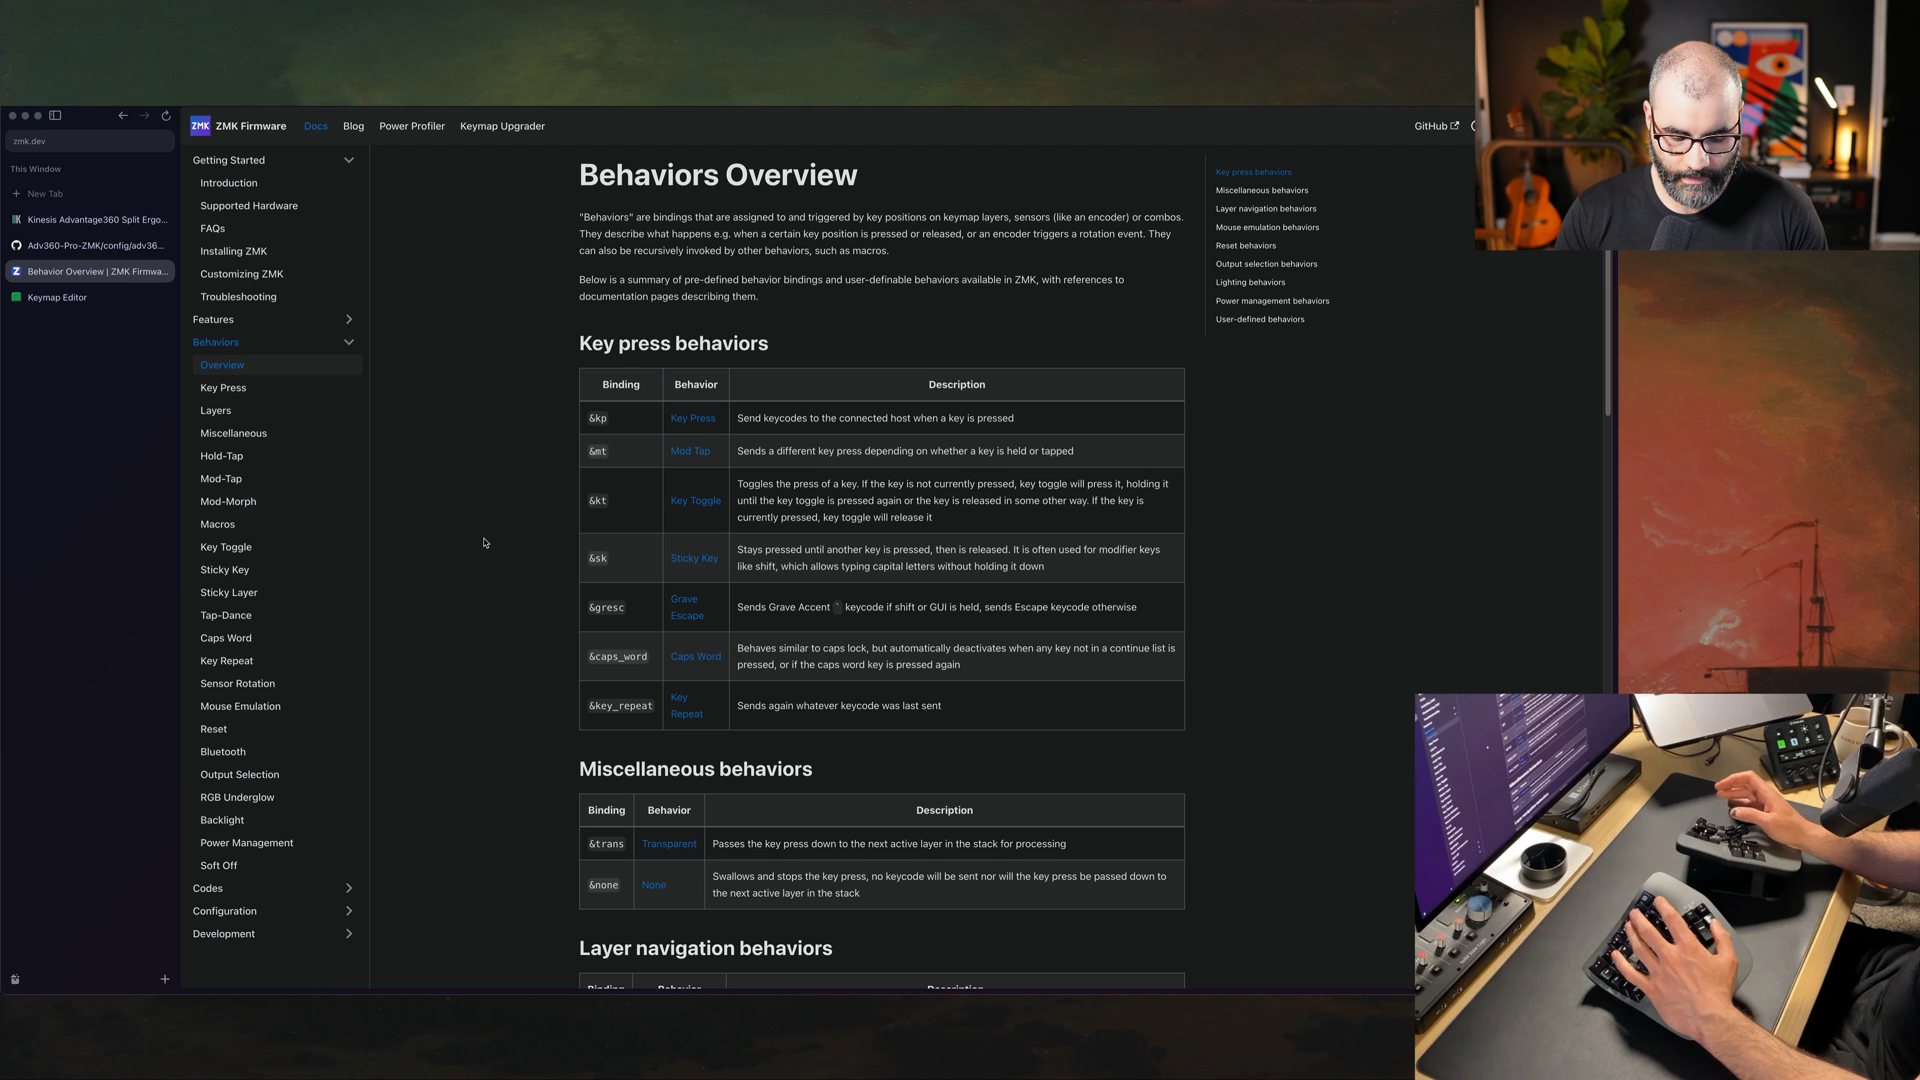 zmk.dev
This Window
New Tab
Kinesis Advantage360 Split Ergo...
Adv360-Pro-ZMK/config/adv36...
Behavior Overview | ZMK Firmwa...
Keymap Editor
ZMK
ZMK Firmware
Docs
Blog
Power Profiler
Keymap Upgrader
GitHub
Getting Started
Introduction
Supported Hardware
FAQs
Installing ZMK
Customizing ZMK
Troubleshooting
Features
Behaviors
Overview
Key Press
Layers
Miscellaneous
Hold-Tap
Mod-Tap
Mod-Morph
Macros
Key Toggle
Sticky Key
Sticky Layer
Tap-Dance
Caps Word
Key Repeat
Sensor Rotation
Mouse Emulation
Reset
Bluetooth
Output Selection
RGB Underglow
Backlight
Power Management
Soft Off
Codes
Configuration
Development
Behaviors Overview
"Behaviors" are bindings that are assigned to and triggered by key positions on keymap layers, sensors (like an encoder) or combos.
They describe what happens e.g. when a certain key position is pressed or released, or an encoder triggers a rotation event. They
can also be recursively invoked by other behaviors, such as macros.
Below is a summary of pre-defined behavior bindings and user-definable behaviors available in ZMK, with references to
documentation pages describing them.
Key press behaviors
Binding Behavior Description
&kp Key Press Send keycodes to the connected host when a key is pressed
&mt Mod Tap Sends a different key press depending on whether a key is held or tapped
&kt Key Toggle Toggles the press of a key. If the key is not currently pressed, key toggle will press it, holding it
until the key toggle is pressed again or the key is released in some other way. If the key is
currently pressed, key toggle will release it
&sk Sticky Key Stays pressed until another key is pressed, then is released. It is often used for modifier keys
like shift, which allows typing capital letters without holding it down
&gresc Grave
Escape Sends Grave Accent ` keycode if shift or GUI is held, sends Escape keycode otherwise
&caps_word Caps Word Behaves similar to caps lock, but automatically deactivates when any key not in a continue list is
pressed, or if the caps word key is pressed again
&key_repeat Key
Repeat Sends again whatever keycode was last sent
Miscellaneous behaviors
Binding Behavior Description
&trans Transparent Passes the key press down to the next active layer in the stack for processing
&none None Swallows and stops the key press, no keycode will be sent nor will the key press be passed down to
the next active layer in the stack
Layer navigation behaviors
Binding Behavior Description
Key press behaviors
Miscellaneous behaviors
Layer navigation behaviors
Mouse emulation behaviors
Reset behaviors
Output selection behaviors
Lighting behaviors
Power management behaviors
User-defined behaviors